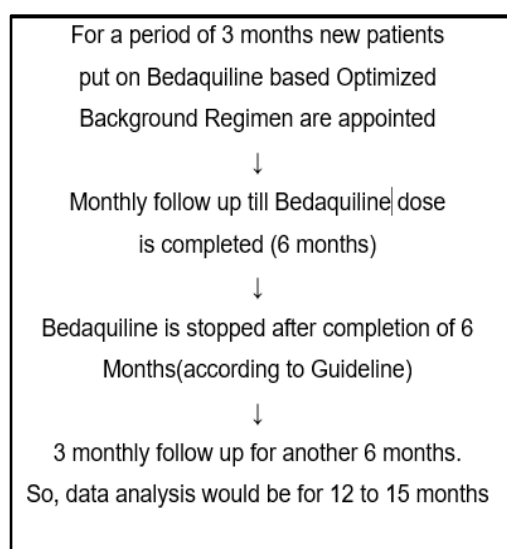 For a period of 3 months new patients
put on Bedaquiline based Optimized
Background Regimen are appointed
↓
Monthly follow up till Bedaquiline dose
is completed (6 months)
↓
Bedaquiline is stopped after completion of 6
Months(according to Guideline)
↓
3 monthly follow up for another 6 months.
So, data analysis would be for 12 to 15 months